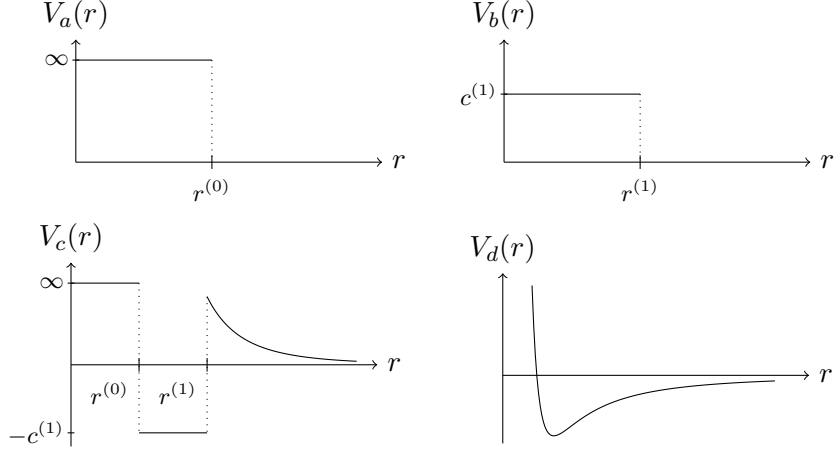 V_a(r)
∞
r
r^{(0)}
V_b(r)
c^{(1)}
r
r^{(1)}
V_c(r)
∞
r
r^{(0)} r^{(1)}
−c^{(1)}
V_d(r)
r